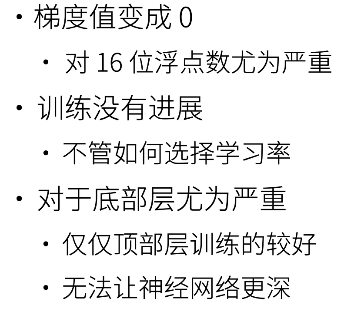 • 梯度值变成 0
• 对 16 位浮点数尤为严重
• 训练没有进展
• 不管如何选择学习率
• 对于底部层尤为严重
• 仅仅顶部层训练的较好
• 无法让神经网络更深